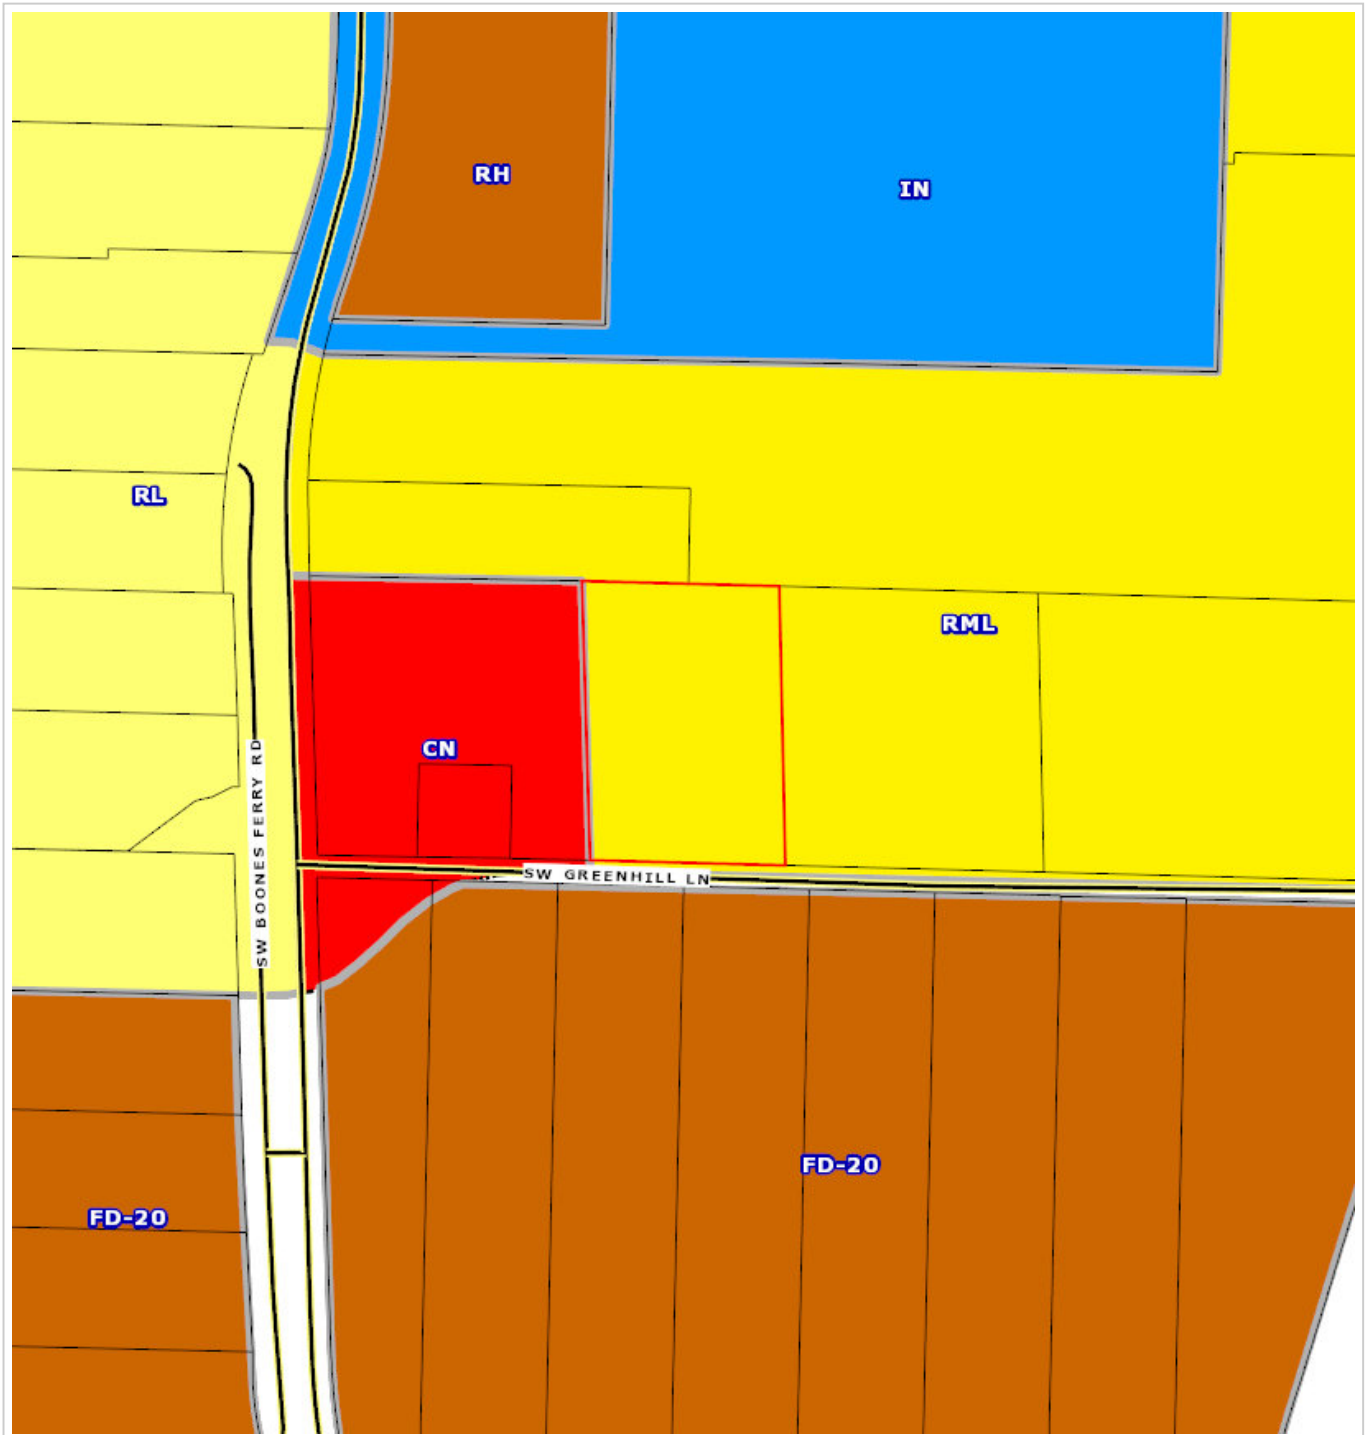 RH
IN
RL
RML
CN
SW BOONES FERRY RD
SW GREENHILL LN
FD-20
FD-20